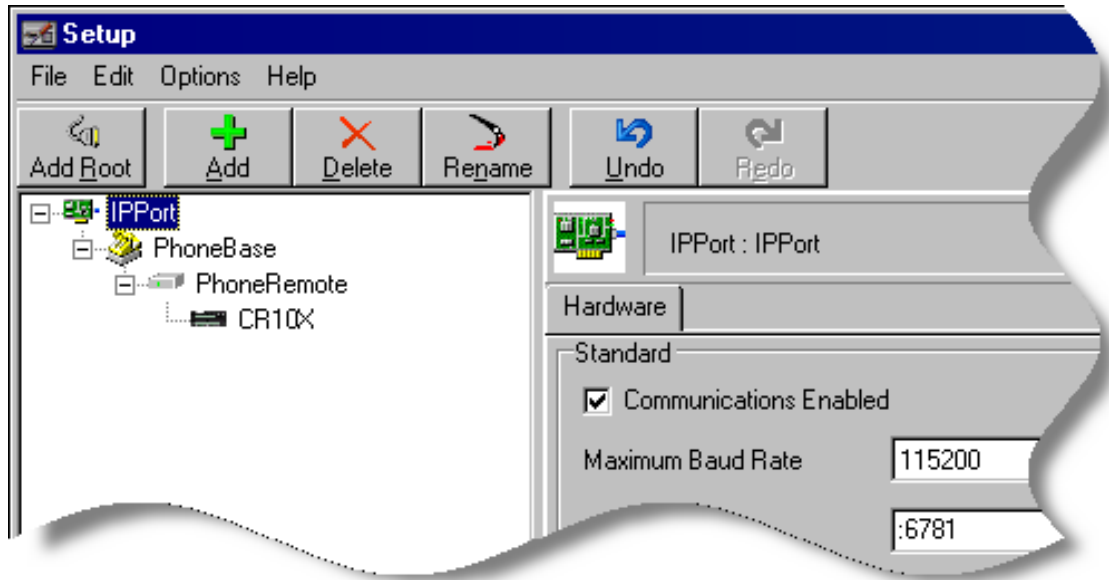 Setup
File Edit Options Help
Add Root Add Delete Rename Undo Redo
IPPort
PhoneBase
PhoneRemote
CR10X
IPPort : IPPort
Hardware
Standard
Communications Enabled
Maximum Baud Rate 115200
:6781